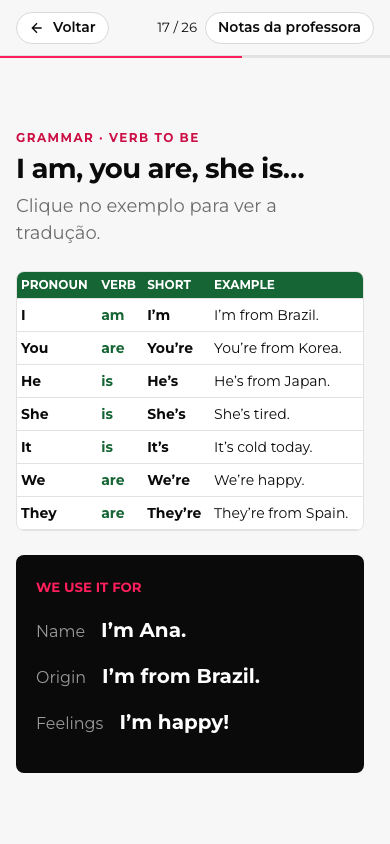 ← Voltar 17 / 26 Notas da professora
GRAMMAR · VERB TO BE
I am, you are, she is…
Clique no exemplo para ver a
tradução.
PRONOUN VERB SHORT EXAMPLE
I am I’m I’m from Brazil.
You are You’re You’re from Korea.
He is He’s He’s from Japan.
She is She’s She’s tired.
It is It’s It’s cold today.
We are We’re We’re happy.
They are They’re They’re from Spain.
WE USE IT FOR
Name I’m Ana.
Origin I’m from Brazil.
Feelings I’m happy!